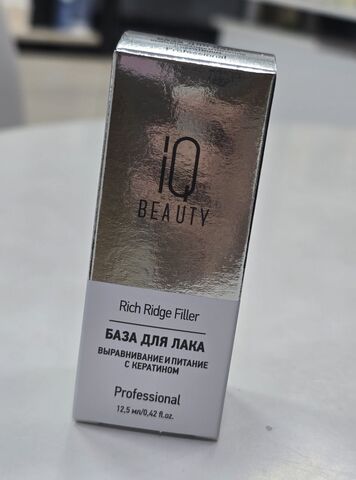 Professional
iQ
BEAUTY
Rich Ridge Filler
БАЗА ДЛЯ ЛАКА
ВЫРАВНИВАНИЕ И ПИТАНИЕ
С КЕРАТИНОМ
Professional
12,5 мл/0,42 fl.oz.